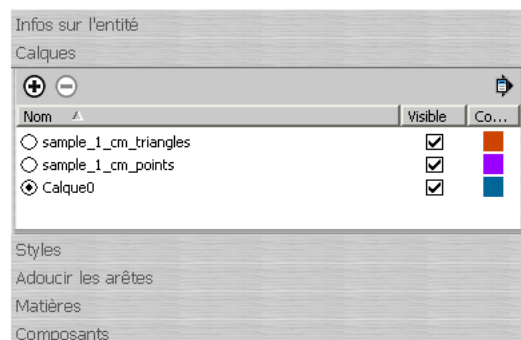 Infos sur l'entité
Calques
Nom Visible Co...
sample_1_cm_triangles
sample_1_cm_points
Calque0
Styles
Adoucir les arêtes
Matières
Composants